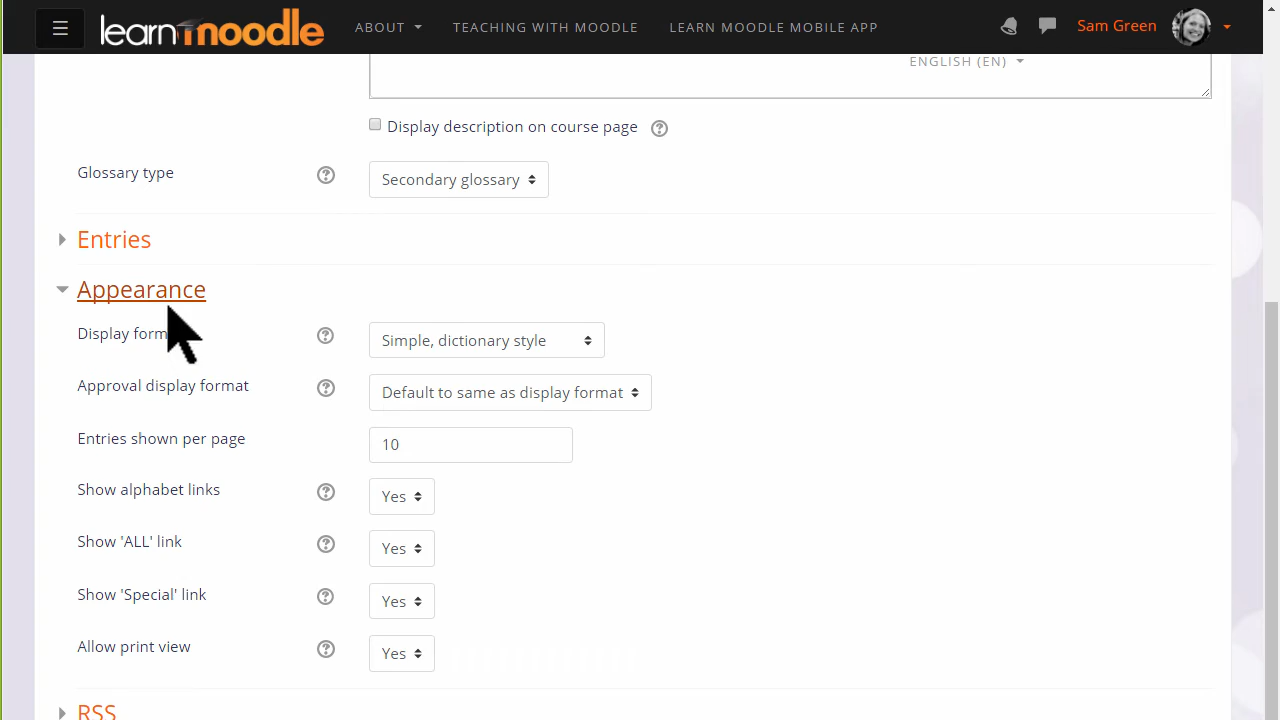 learn moodle
ABOUT
TEACHING WITH MOODLE
LEARN MOODLE MOBILE APP
Sam Green
ENGLISH (EN)
Display description on course page
Glossary type
Secondary glossary
Entries
Appearance
Display form
Simple, dictionary style
Approval display format
Default to same as display format
Entries shown per page
10
Show alphabet links
Yes
Show 'ALL' link
Yes
Show 'Special' link
Yes
Allow print view
Yes
RSS